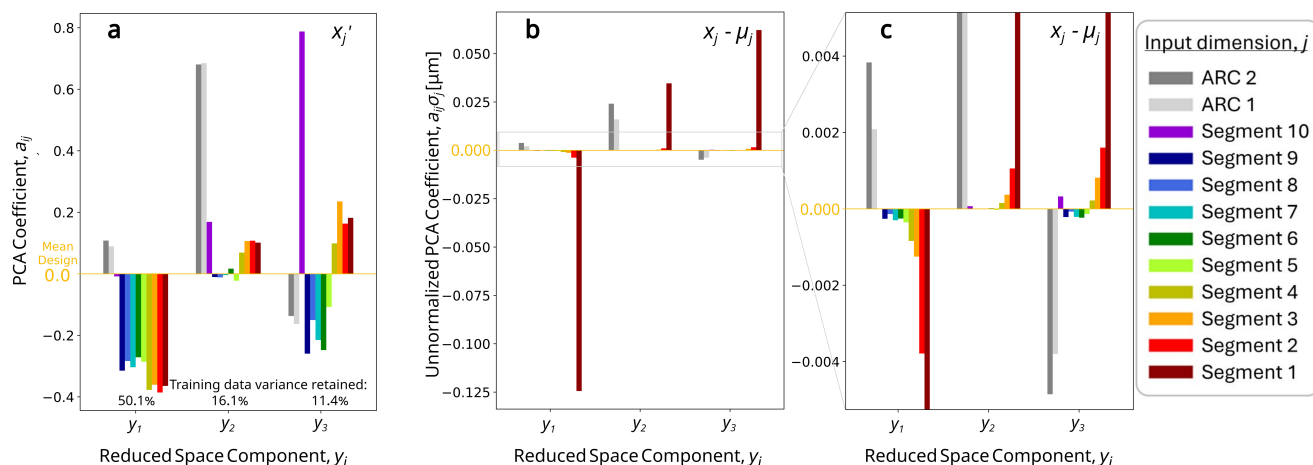 a
x_j'
0.8
0.6
0.4
0.2
Mean
Design
0.0
−0.2
−0.4
PCA Coefficient, a_ij
Training data variance retained:
50.1% 16.1% 11.4%
y_1 y_2 y_3
Reduced Space Component, y_i
b
x_j - μ_j
0.050
0.025
0.000
−0.025
−0.050
−0.075
−0.100
−0.125
Unnormalized PCA Coefficient, a_ijσ_j [μm]
y_1 y_2 y_3
Reduced Space Component, y_i
c
x_j - μ_j
0.004
0.002
0.000
−0.002
−0.004
y_1 y_2 y_3
Reduced Space Component, y_i
Input dimension, j
ARC 2
ARC 1
Segment 10
Segment 9
Segment 8
Segment 7
Segment 6
Segment 5
Segment 4
Segment 3
Segment 2
Segment 1